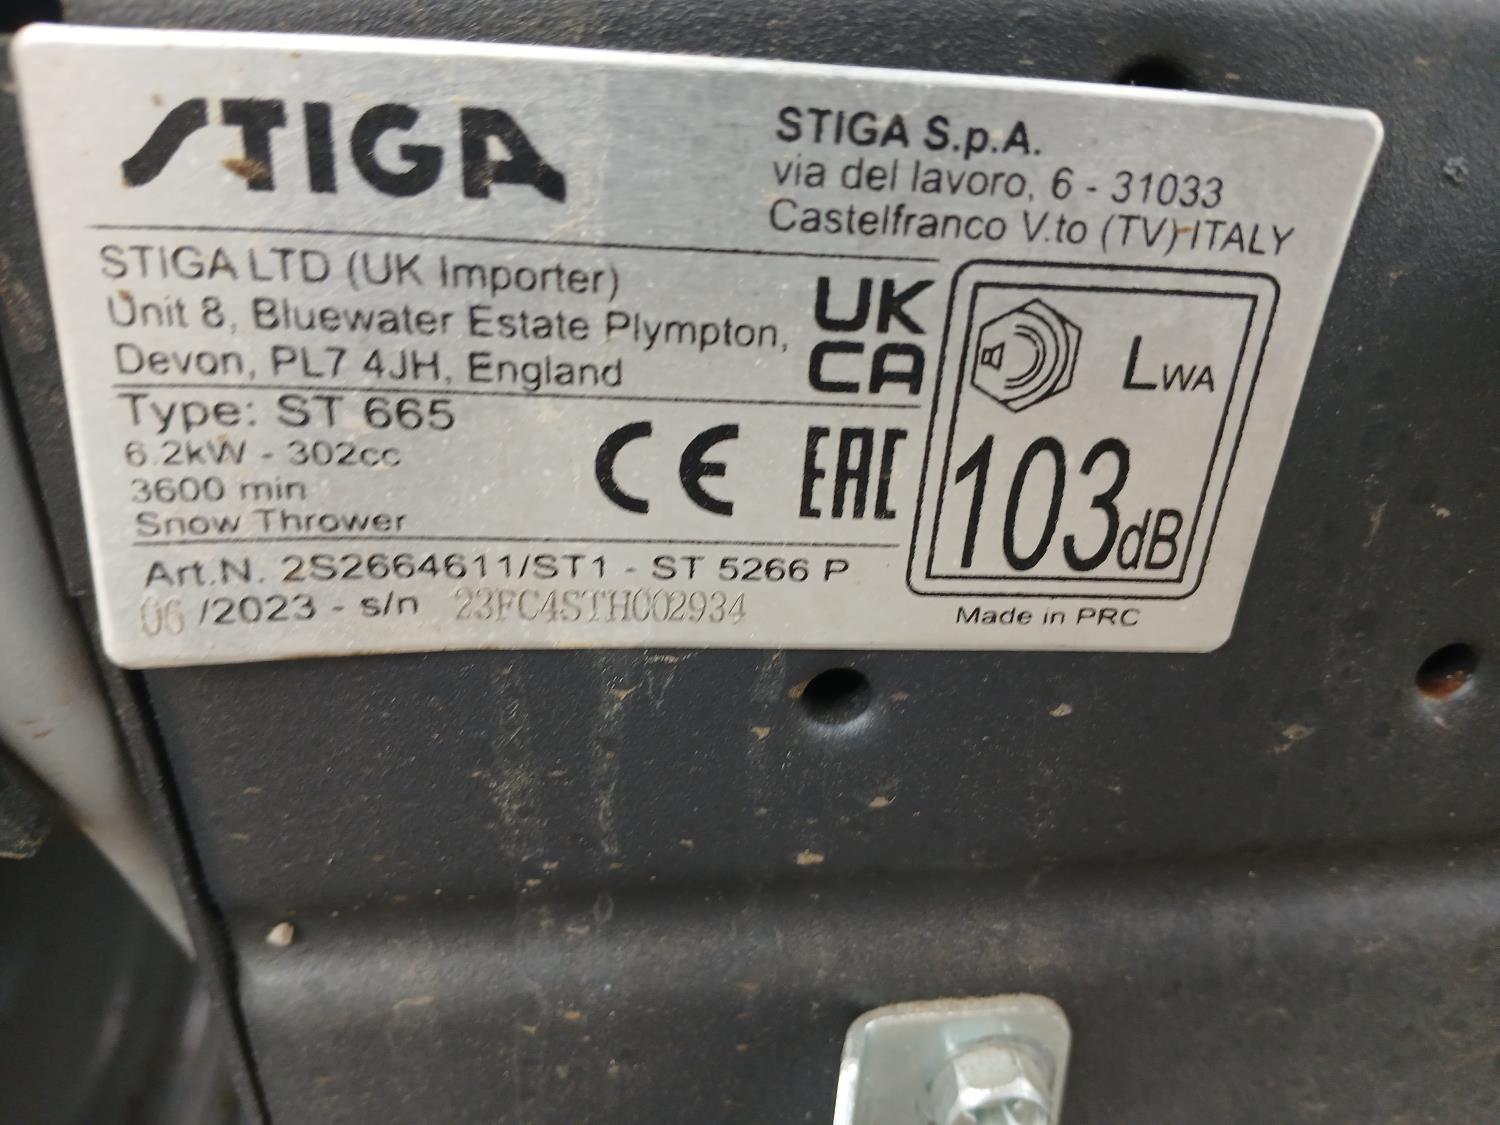 STIGA
STIGA S.p.A.
via del lavoro, 6 - 31033
Castelfranco V.to (TV) ITALY
STIGA LTD (UK Importer)
Unit 8, Bluewater Estate Plympton,
Devon, PL7 4JH, England
UK
CA
Type: ST 665
6.2kW - 302cc
3600 min
Snow Thrower
CE
EAC
LWA
103dB
Art.N. 2S2664611/ST1 - ST 5266 P
06 /2023 - s/n 23FC4STH002934
Made in PRC